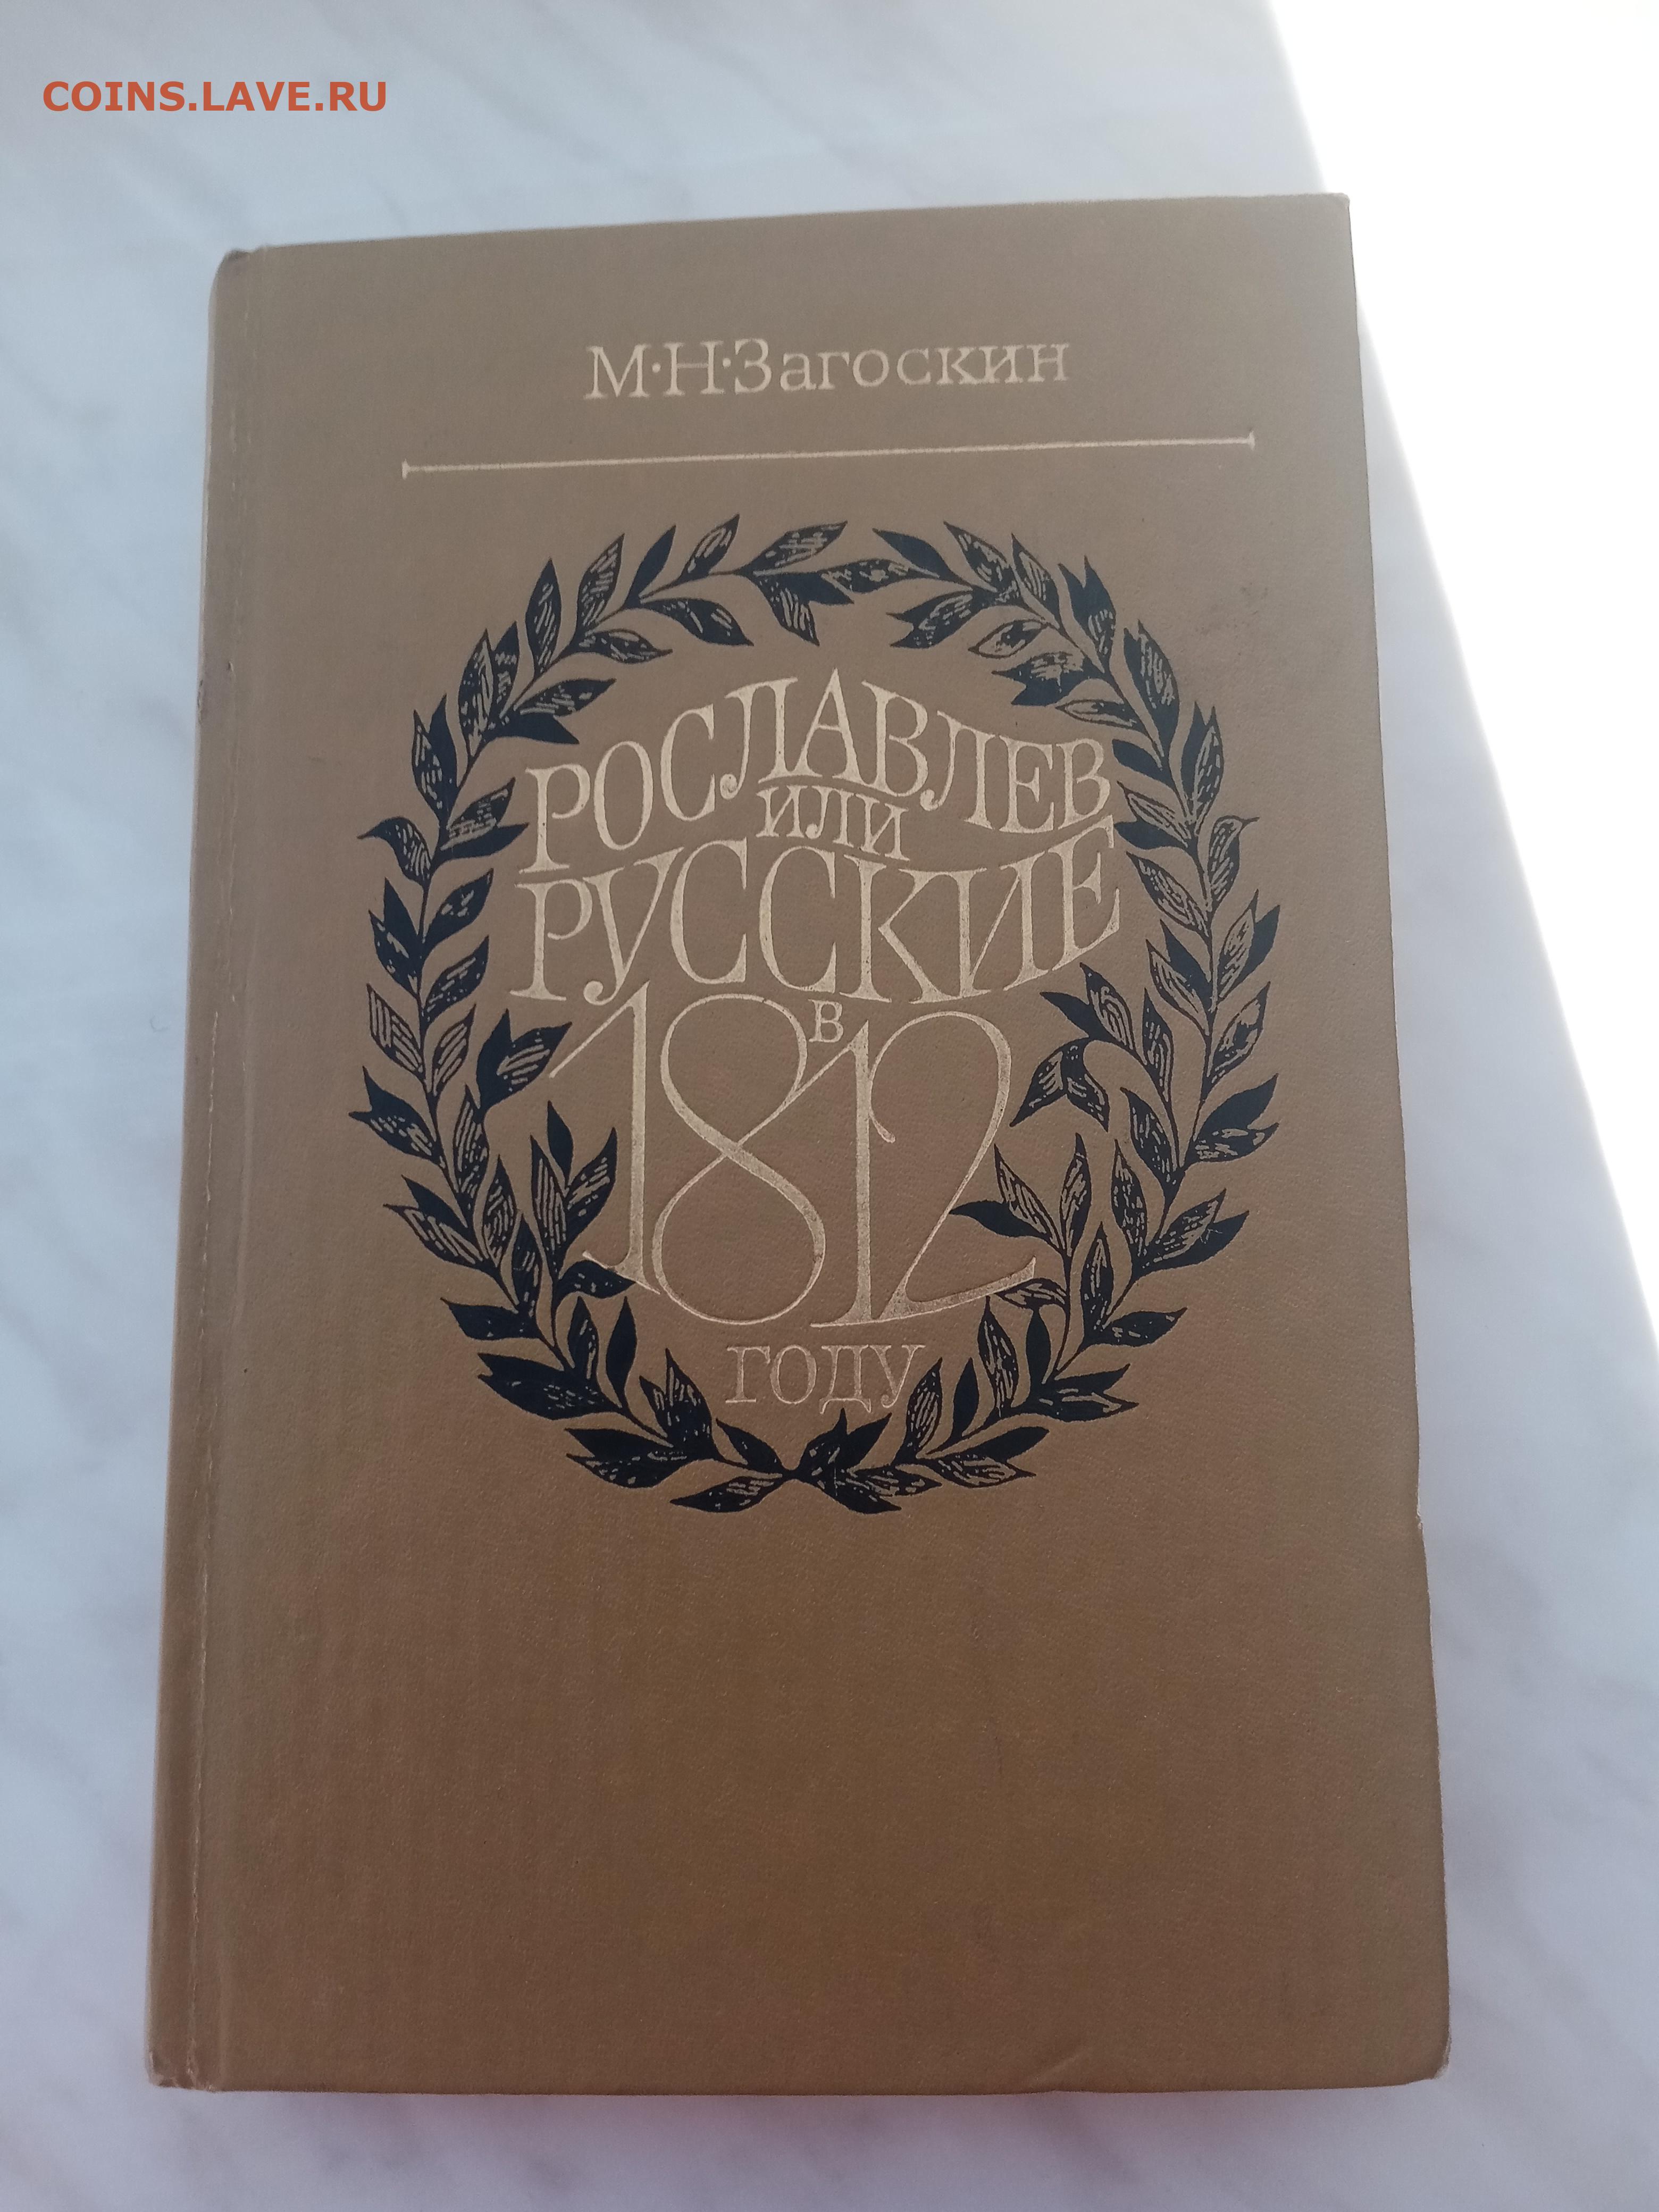 COINS.LAVE.RU
М·Н·Загоскин
РОСЛАВЛЕВ
ИЛИ
РУССКИЕ
в
1812
году